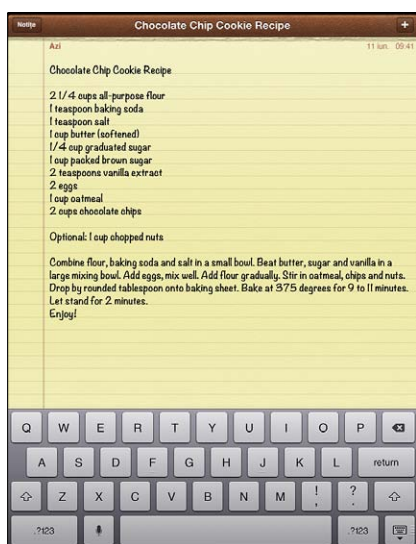 Notițe
Chocolate Chip Cookie Recipe
+
Azi
11 iun. 09:41
Chocolate Chip Cookie Recipe
2 1/4 cups all-purpose flour
1 teaspoon baking soda
1 teaspoon salt
1 cup butter (softened)
1/4 cup graduated sugar
1 cup packed brown sugar
2 teaspoons vanilla extract
2 eggs
1 cup oatmeal
2 cups chocolate chips
Optional: 1 cup chopped nuts
Combine flour, baking soda and salt in a small bowl. Beat butter, sugar and vanilla in a
large mixing bowl. Add eggs, mix well. Add flour gradually. Stir in oatmeal, chips and nuts.
Drop by rounded tablespoon onto baking sheet. Bake at 375 degrees for 9 to 11 minutes.
Let stand for 2 minutes.
Enjoy!
Q W E R T Y U I O P
A S D F G H J K L return
Z X C V B N M ! , ? .
.?123 .?123